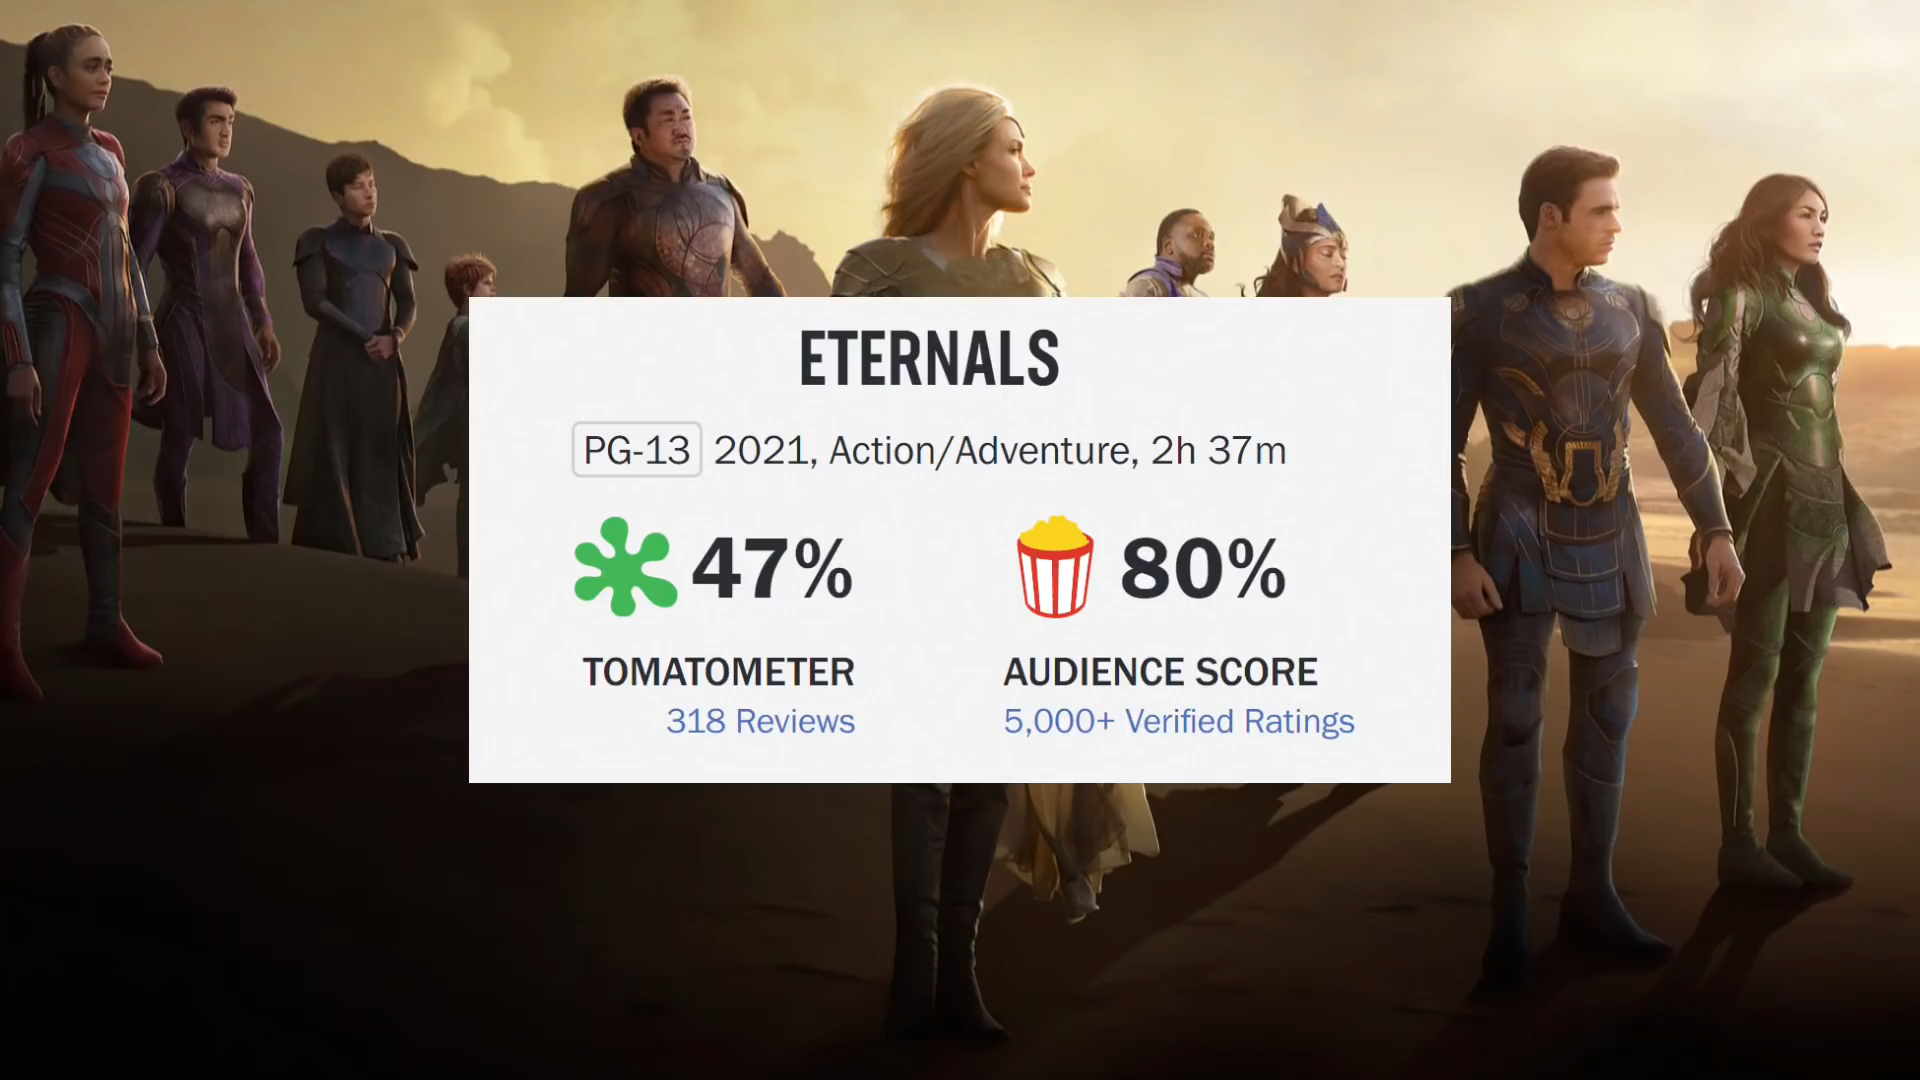 ETERNALS
PG-13 2021, Action/Adventure, 2h 37m
47% 80%
TOMATOMETER AUDIENCE SCORE
318 Reviews 5,000+ Verified Ratings